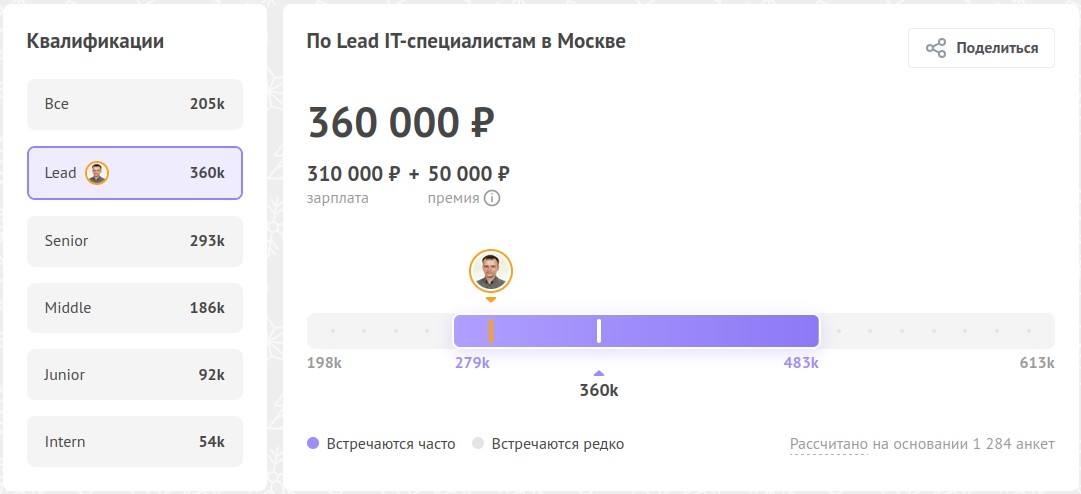 Квалификации
Все 205k
Lead 360k
Senior 293k
Middle 186k
Junior 92k
Intern 54k
По Lead IT-специалистам в Москве
Поделиться
360 000 ₽
310 000 ₽ + 50 000 ₽
зарплата премия
198k 279k 483k 613k
360k
Встречаются часто Встречаются редко
Рассчитано на основании 1 284 анкет